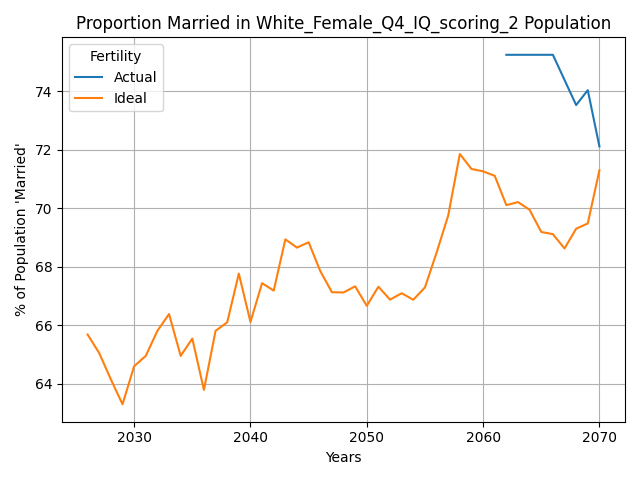 Proportion Married in White_Female_Q4_IQ_scoring_2 Population
Fertility
Actual
Ideal
% of Population 'Married'
74
72
70
68
66
64
2030 2040 2050 2060 2070
Years